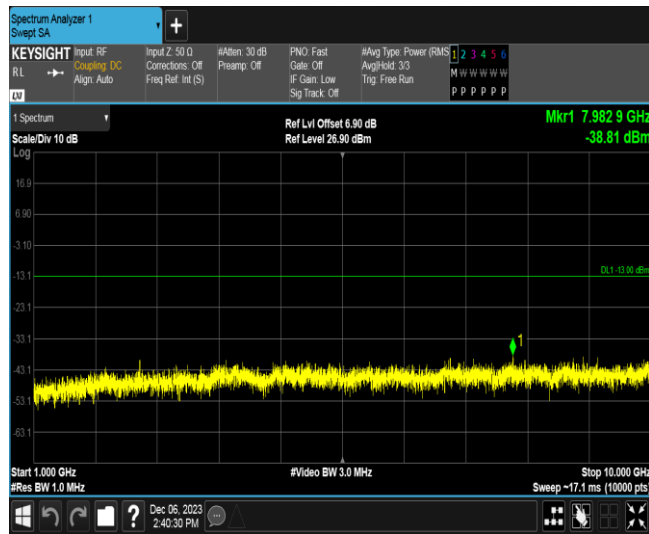 Spectrum Analyzer 1
Swept SA
+
KEYSIGHT
RL
LXI
Input: RF
Coupling: DC
Align: Auto
Input Z: 50 Ω
Corrections: Off
Freq Ref: Int (S)
#Atten: 30 dB
Preamp: Off
PNO: Fast
Gate: Off
IF Gain: Low
Sig Track: Off
#Avg Type: Power (RMS
Avg|Hold: 3/3
Trig: Free Run
1 2 3 4 5 6
M W W W W W
P P P P P P
1 Spectrum
Scale/Div 10 dB
Log
Ref Lvl Offset 6.90 dB
Ref Level 26.90 dBm
Mkr1 7.982 9 GHz
-38.81 dBm
16.9
6.90
-3.10
-13.1
-23.1
-33.1
-43.1
-53.1
-63.1
DL1 -13.00 dBm
1
Start 1.000 GHz
#Res BW 1.0 MHz
#Video BW 3.0 MHz
Stop 10.000 GHz
Sweep ~17.1 ms (10000 pts
?
Dec 06, 2023
2:40:30 PM